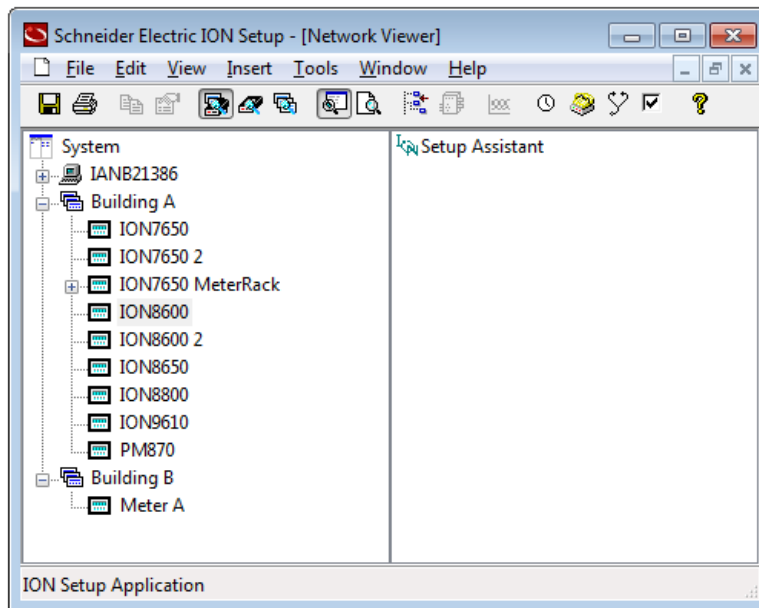 Schneider Electric ION Setup - [Network Viewer]
File Edit View Insert Tools Window Help
System
IANB21386
Building A
ION7650
ION7650 2
ION7650 MeterRack
ION8600
ION8600 2
ION8650
ION8800
ION9610
PM870
Building B
Meter A
ION Setup Assistant
ION Setup Application